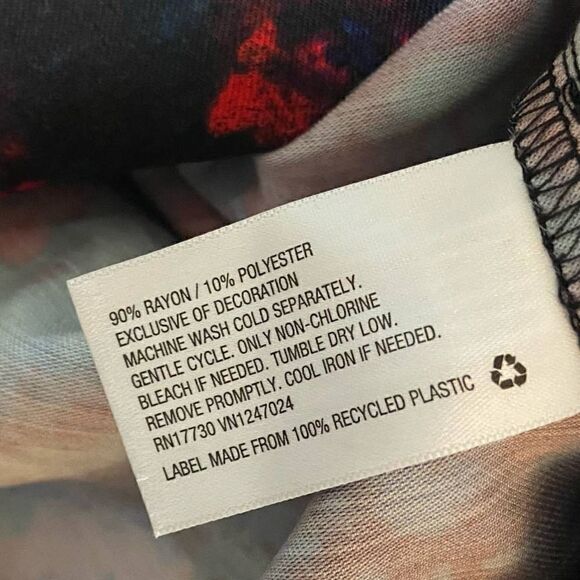 90% RAYON / 10% POLYESTER
EXCLUSIVE OF DECORATION
MACHINE WASH COLD SEPARATELY.
GENTLE CYCLE. ONLY NON-CHLORINE
BLEACH IF NEEDED. TUMBLE DRY LOW.
REMOVE PROMPTLY. COOL IRON IF NEEDED.
RN17730 VN1247024
LABEL MADE FROM 100% RECYCLED PLASTIC